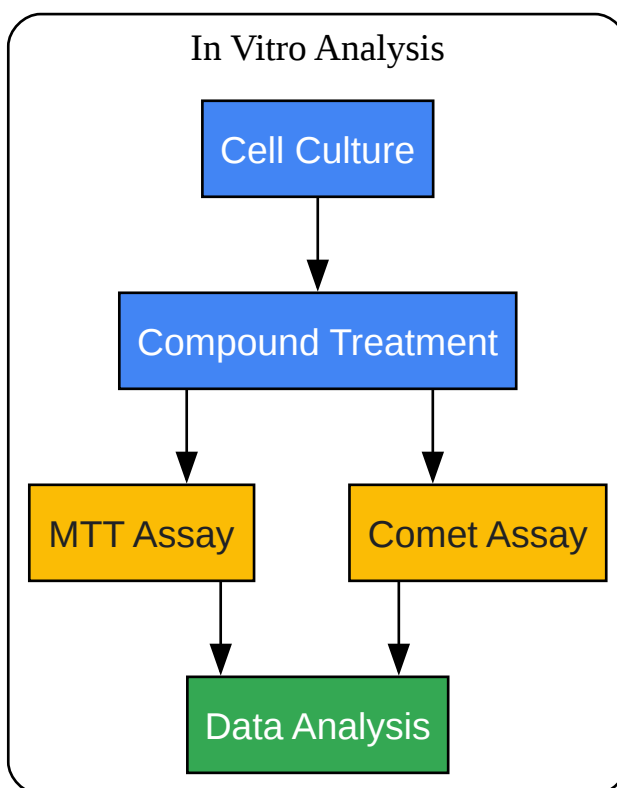 In Vitro Analysis
Cell Culture
Compound Treatment
MTT Assay
Comet Assay
Data Analysis